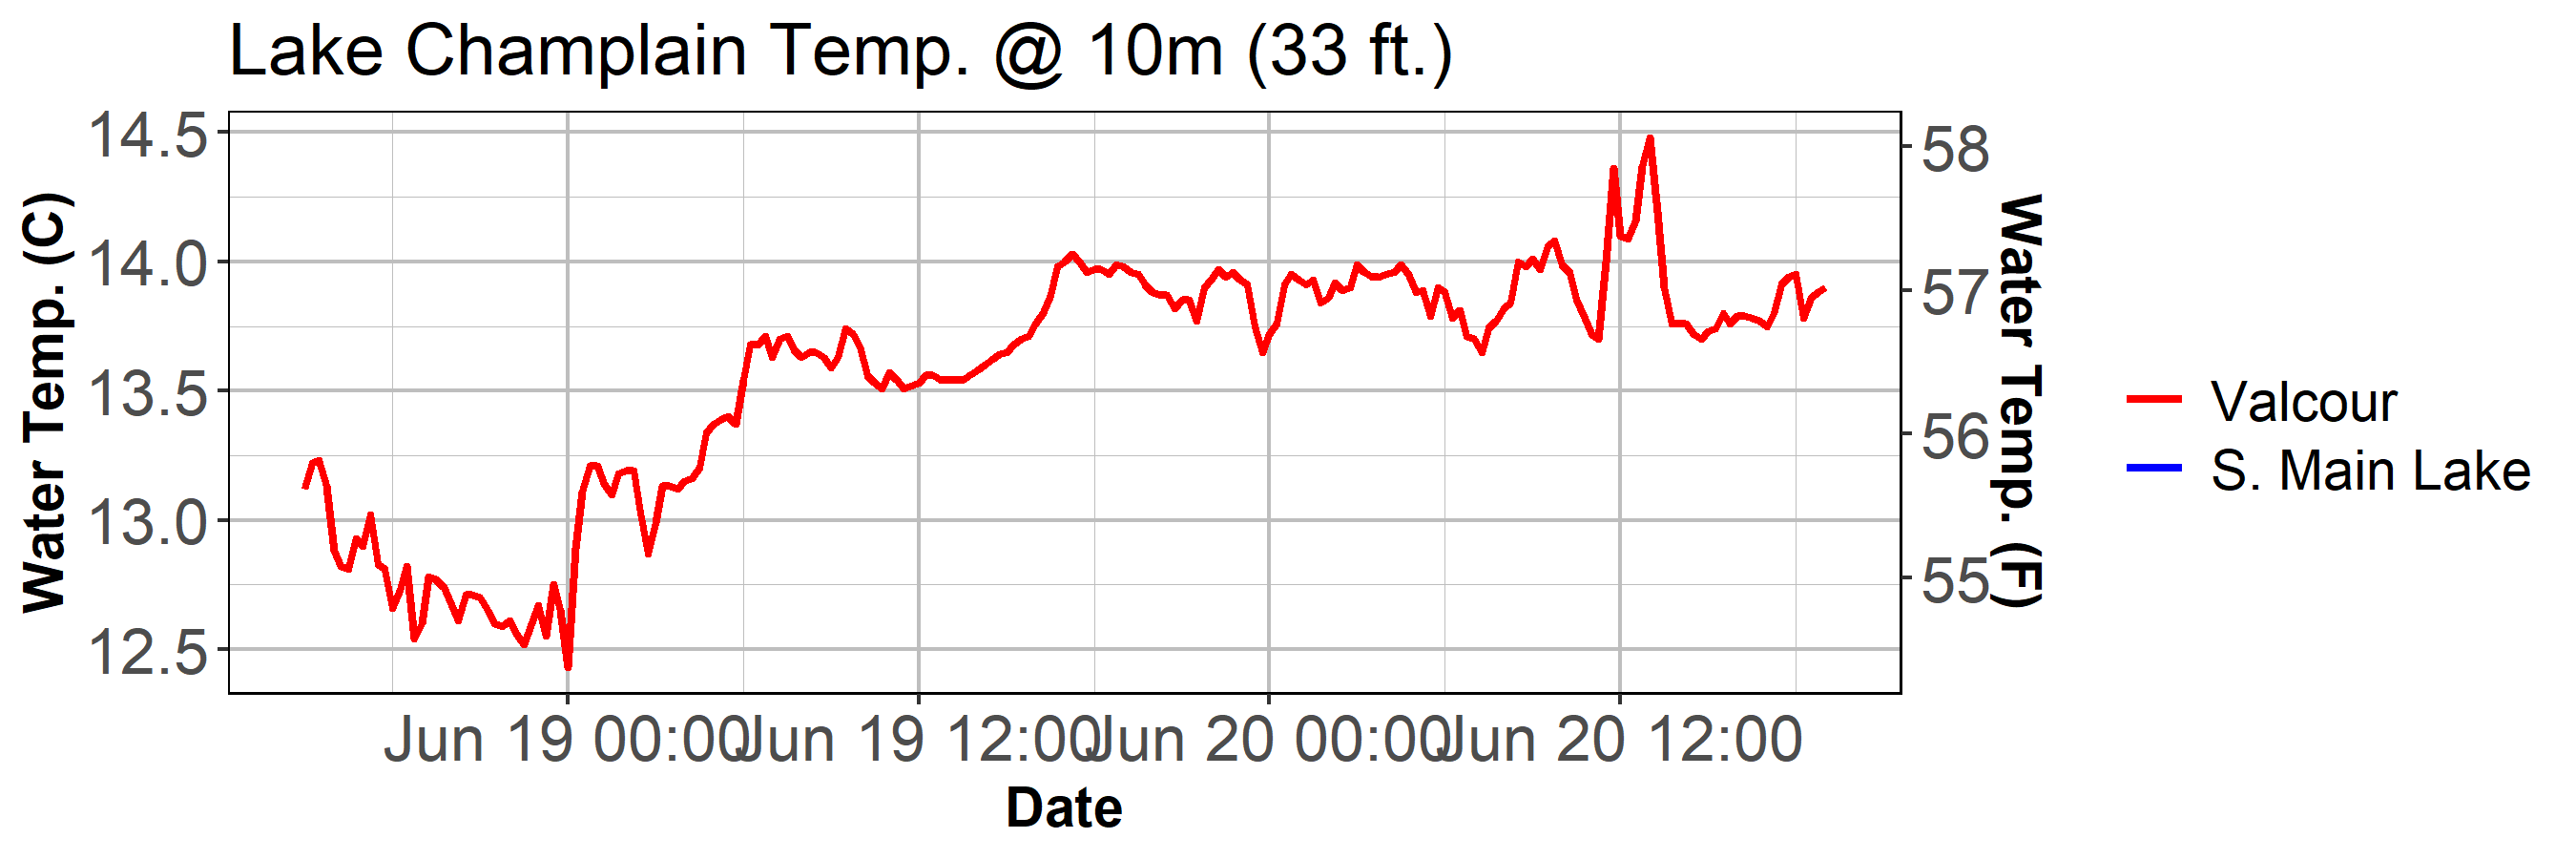 Lake Champlain Temp. @ 10m (33 ft.)
Water Temp. (C)
14.5
14.0
13.5
13.0
12.5
58
57
56
55
Water Temp. (F)
Valcour
S. Main Lake
Jun 19 00:00 Jun 19 12:00 Jun 20 00:00 Jun 20 12:00
Date